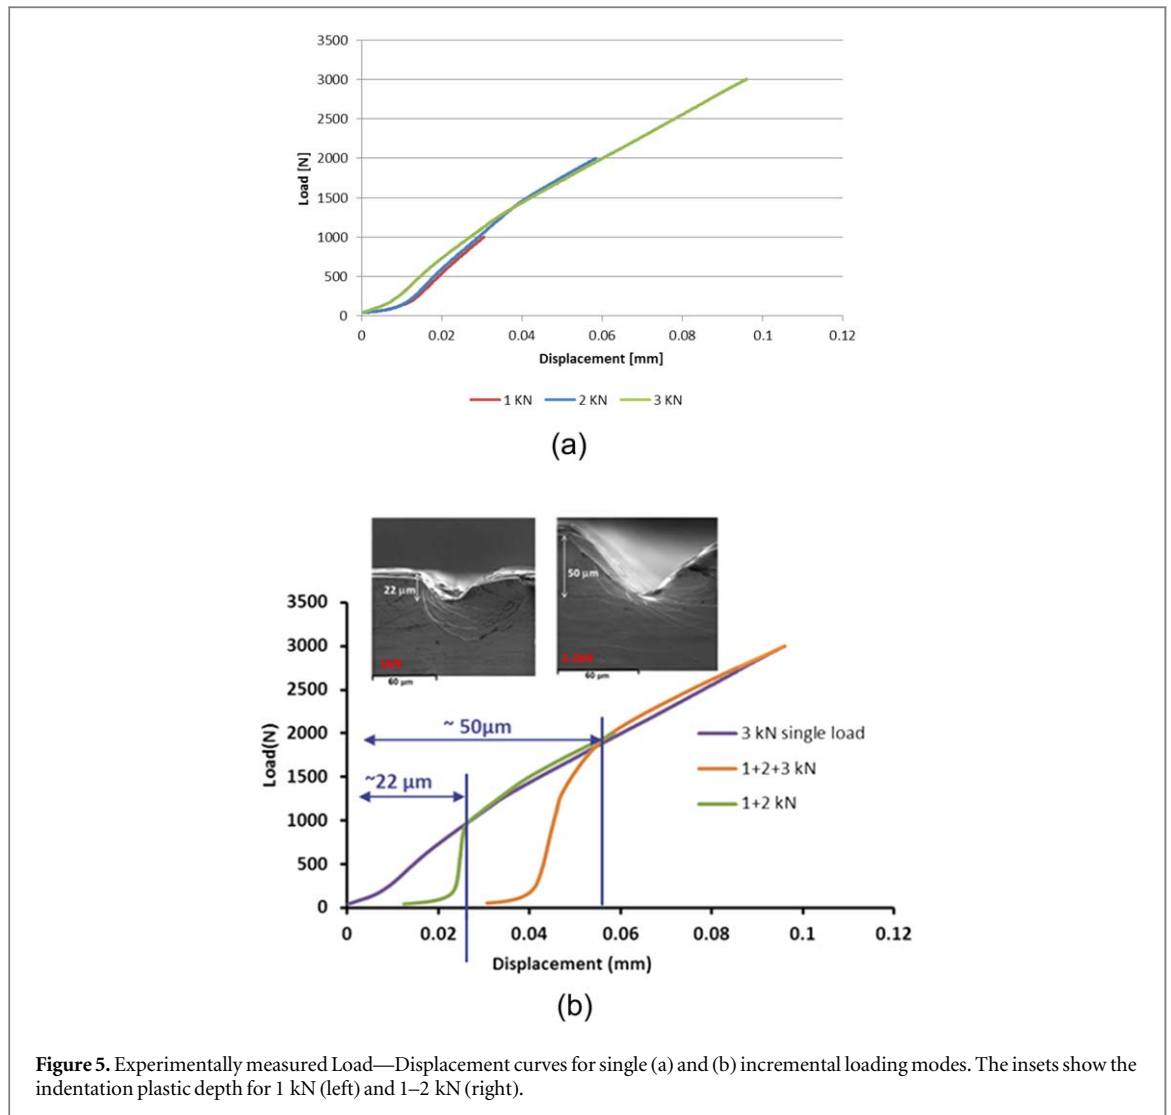 3500
3000
2500
2000
1500
1000
500
0
Load [N]
0 0.02 0.04 0.06 0.08 0.1 0.12
Displacement [mm]
1 KN 2 KN 3 KN
(a)
22 µm
60 µm
50 µm
60 µm
3500
3000
2500
2000
1500
1000
500
0
Load(N)
~ 50µm
~22 µm
3 kN single load
1+2+3 kN
1+2 kN
0 0.02 0.04 0.06 0.08 0.1 0.12
Displacement (mm)
(b)
Figure 5. Experimentally measured Load—Displacement curves for single (a) and (b) incremental loading modes. The insets show the
indentation plastic depth for 1 kN (left) and 1–2 kN (right).